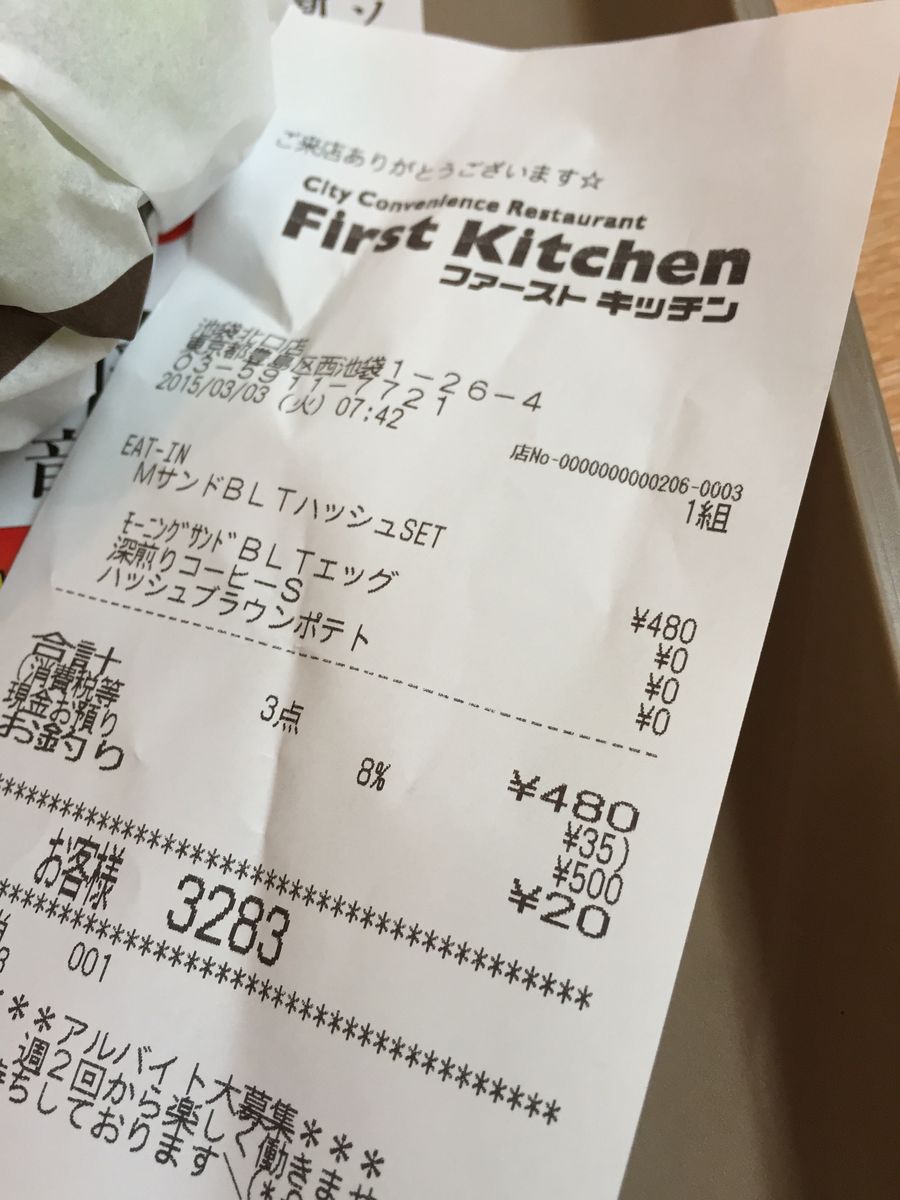 ご来店ありがとうございます☆
City Convenience Restaurant
First Kitchen
ファーストキッチン
池袋北口店
東京都豊島区西池袋1-26-4
03-5911-7721
2015/03/03 (火) 07:42
店No-0000000000206-0003
EAT-IN 1組
MサンドBLTハッシュSET ¥480
ﾓｰﾆﾝｸﾞｻﾝﾄﾞBLTエッグ ¥0
深煎りコーヒーS ¥0
ハッシュブラウンポテト ¥0
合計 3点 ¥480
(消費税等 8% ¥35)
現金お預り ¥500
お釣り ¥20
お客様 3283
001
**アルバイト大募集***
週2回から楽しく働きませ
しております